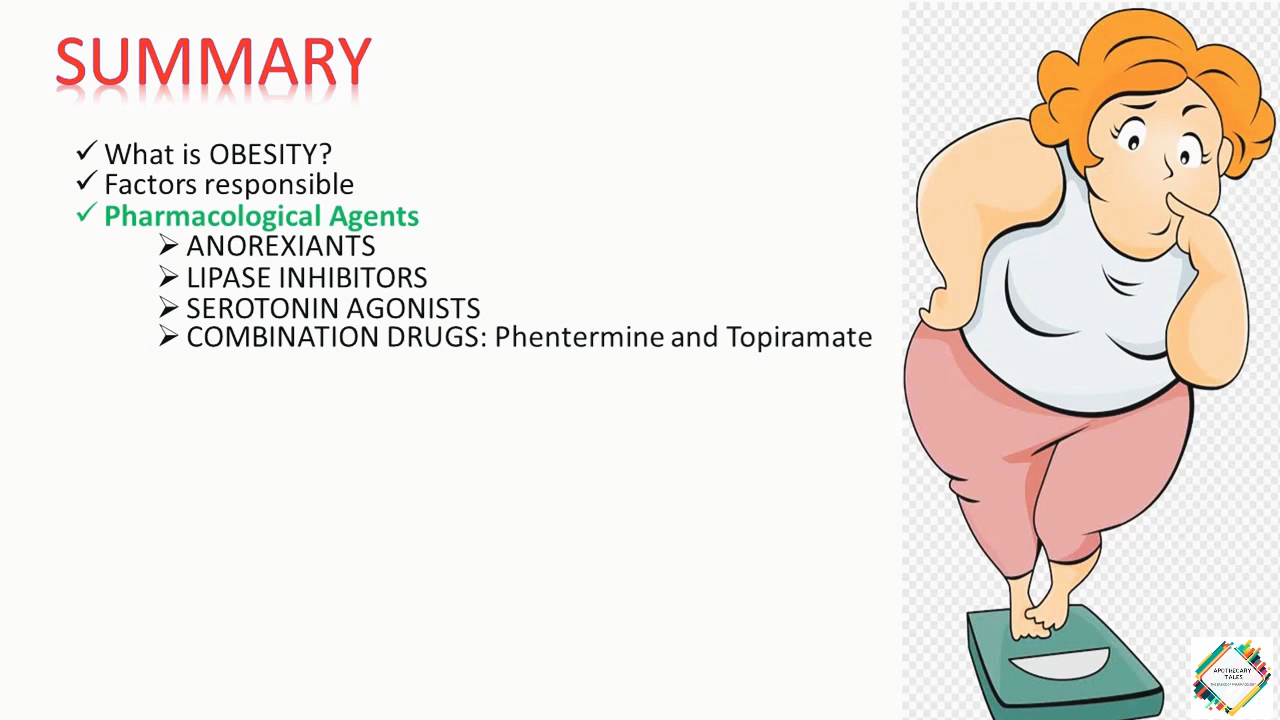 SUMMARY
✓ What is OBESITY?
✓ Factors responsible
✓ Pharmacological Agents
➢ ANOREXIANTS
➢ LIPASE INHIBITORS
➢ SEROTONIN AGONISTS
➢ COMBINATION DRUGS: Phentermine and Topiramate
APOTHECARY
TALES